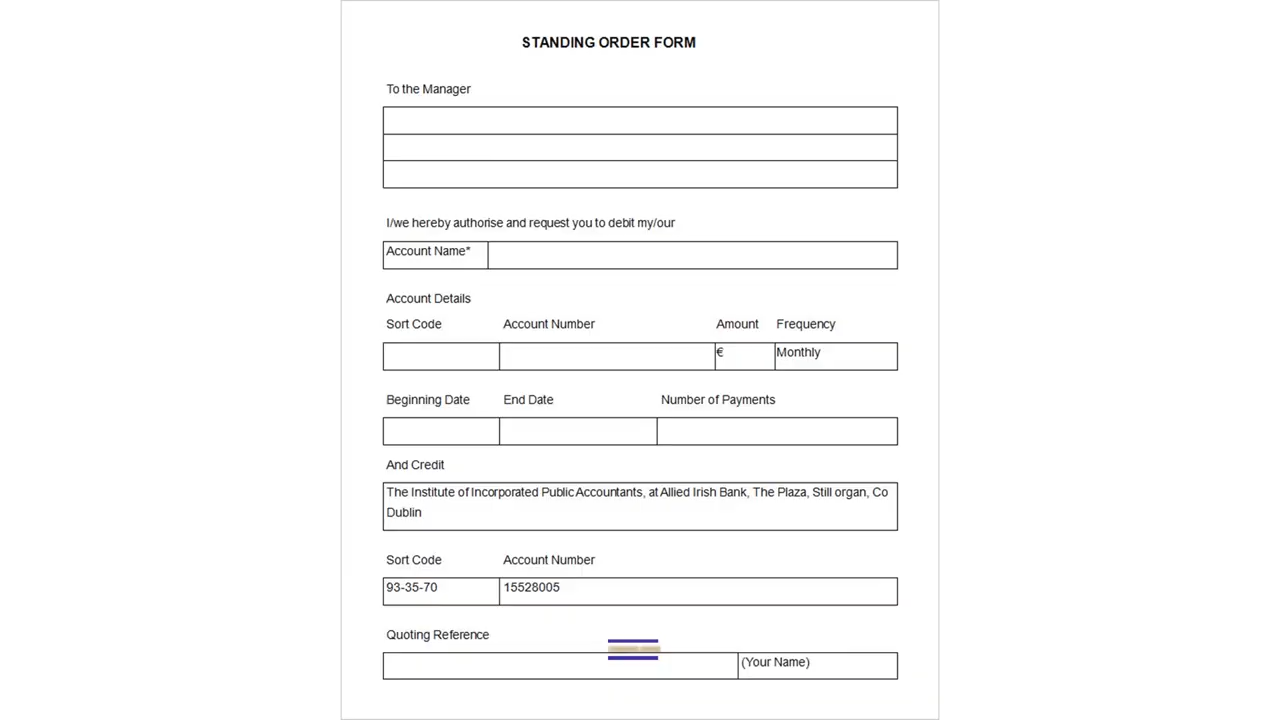 STANDING ORDER FORM
To the Manager
I/we hereby authorise and request you to debit my/our
Account Name*
Account Details
Sort Code Account Number Amount Frequency
€ Monthly
Beginning Date End Date Number of Payments
And Credit
The Institute of Incorporated Public Accountants, at Allied Irish Bank, The Plaza, Still organ, Co
Dublin
Sort Code Account Number
93-35-70 15528005
Quoting Reference
(Your Name)